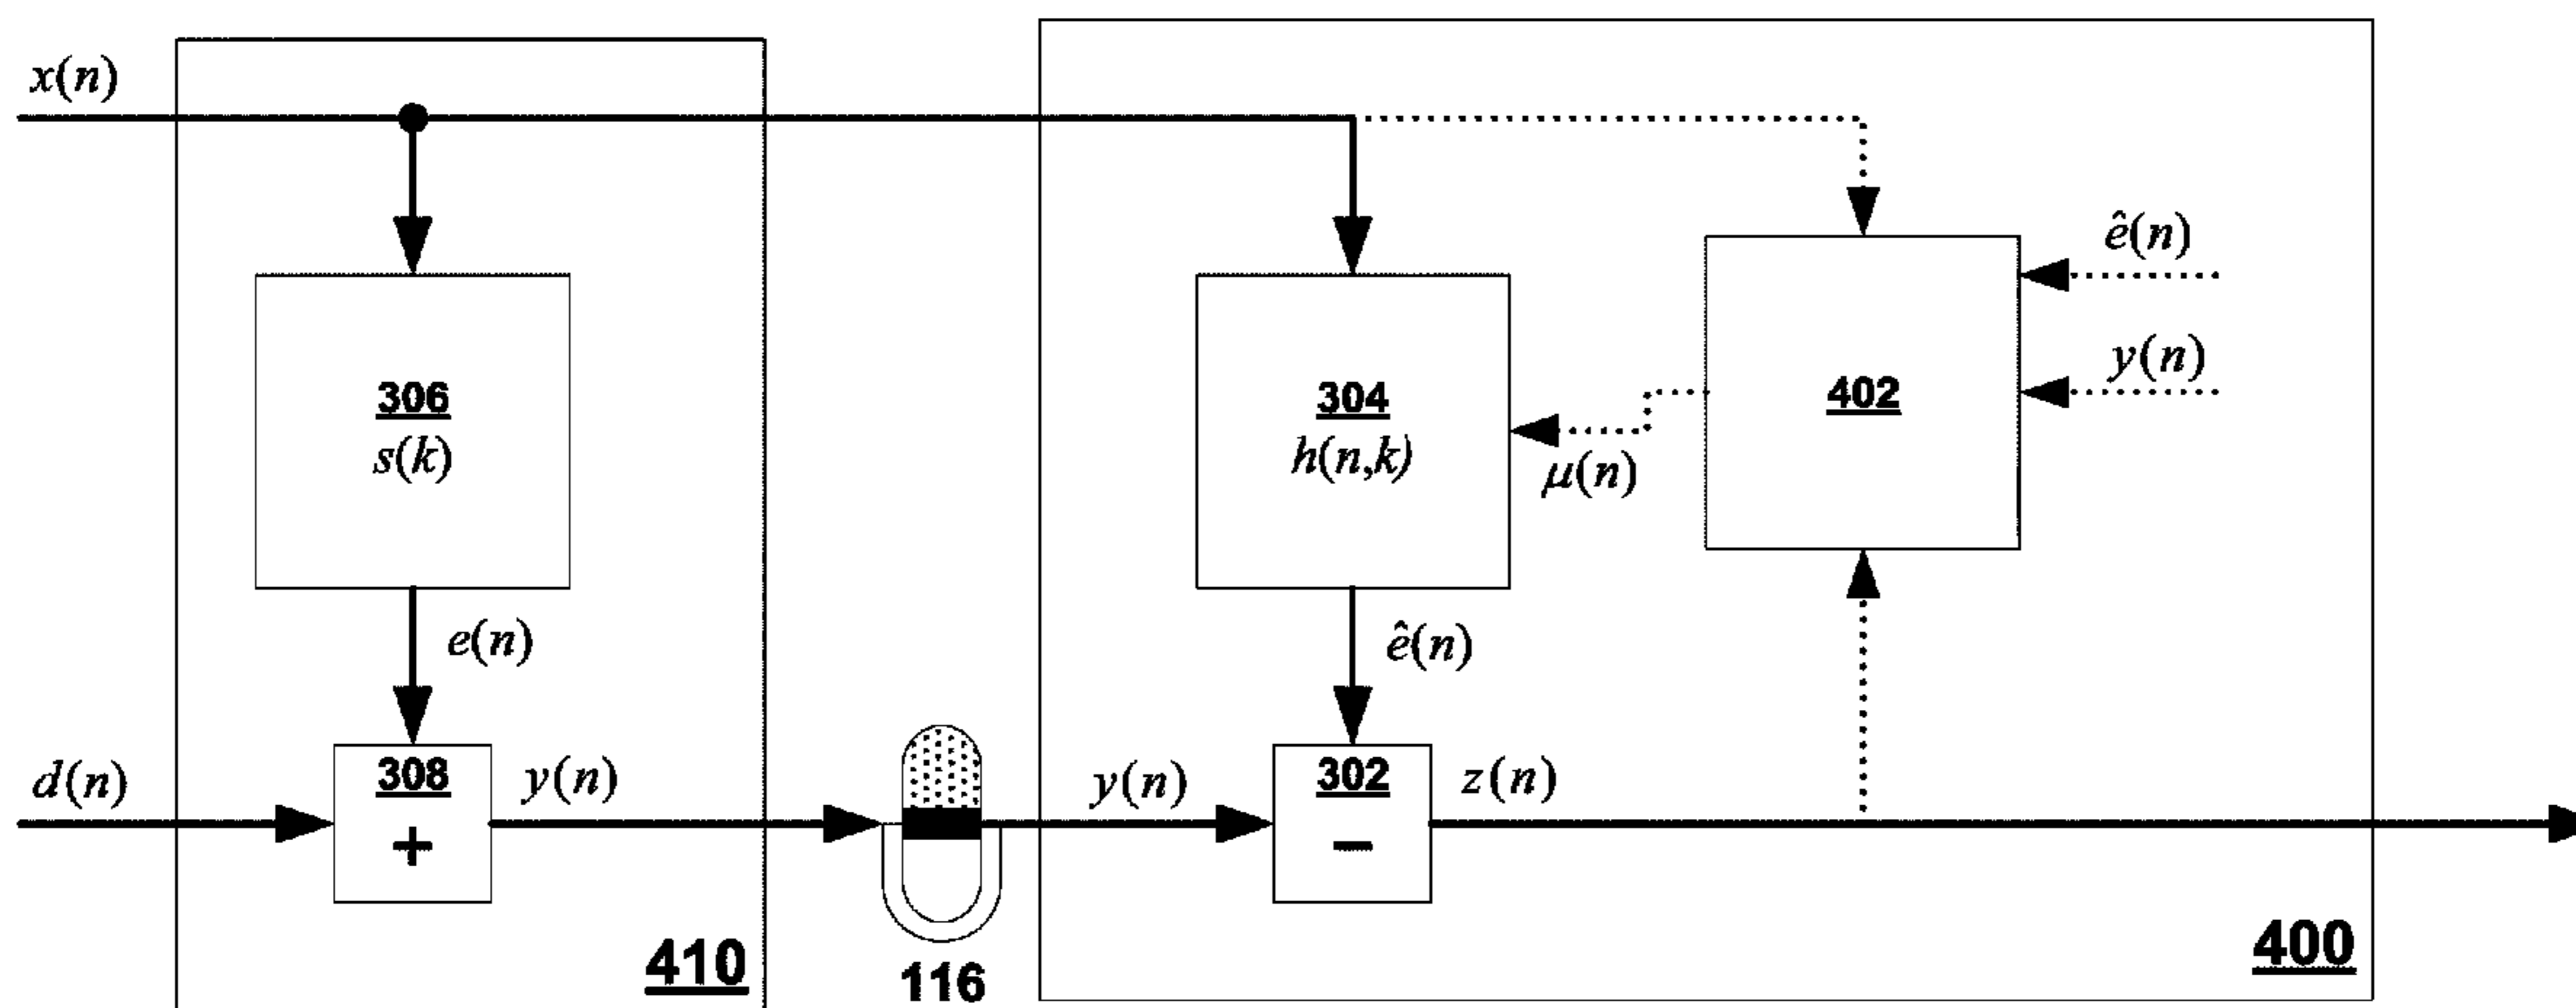 x(n)
ê(n)
306
s(k)
304
h(n,k)
402
y(n)
μ(n)
e(n)
ê(n)
d(n)
308
+
y(n)
y(n)
302
−
z(n)
410
116
400